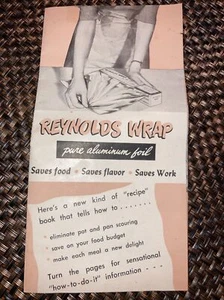 REYNOLDS WRAP
pure aluminum foil
Saves food • Saves flavor • Saves Work
Here's a new kind of "recipe"
book that tells how to .......
• eliminate pot and pan scouring
• save on your food budget
• make each meal a new delight
Turn the pages for sensational
"how-to-do-it" information ...